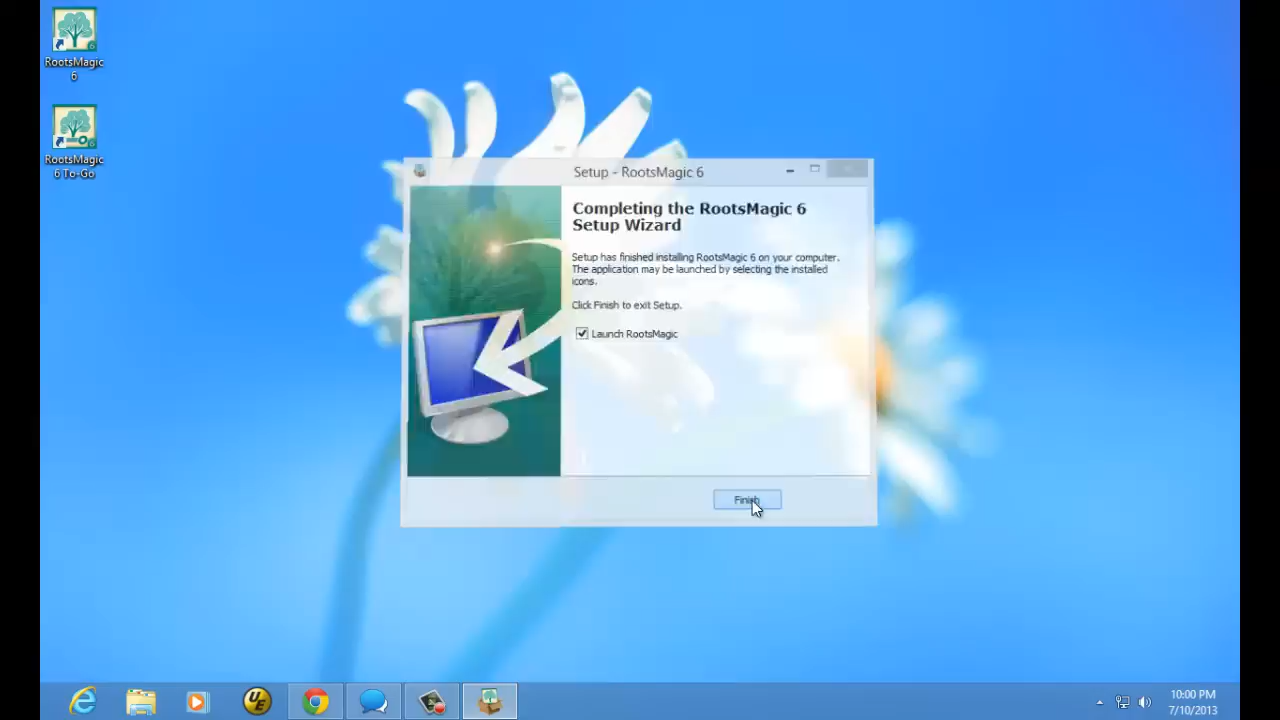 RootsMagic
6
RootsMagic
6 To-Go
Setup - RootsMagic 6
Completing the RootsMagic 6
Setup Wizard
Setup has finished installing RootsMagic 6 on your computer.
The application may be launched by selecting the installed
icons.
Click Finish to exit Setup.
Launch RootsMagic
Finish
UE
10:00 PM
7/10/2013